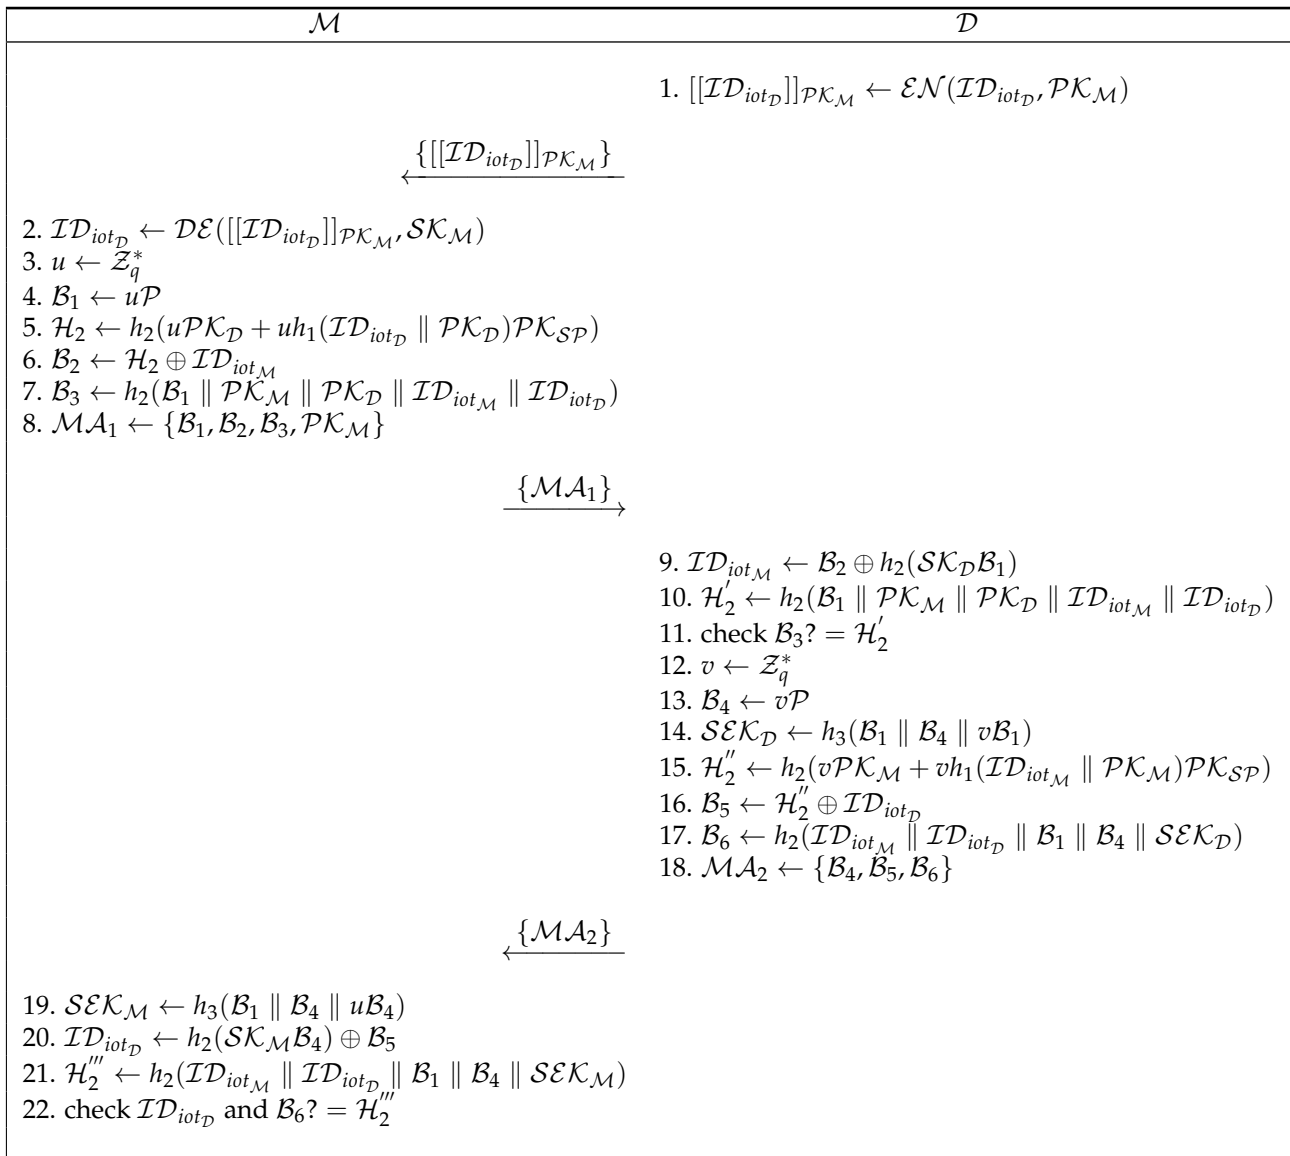 ℳ 𝒟
1. [[ℐ𝒟_{iot_𝒟}]]_{𝒫𝒦_ℳ} ← ℰ𝒩(ℐ𝒟_{iot_𝒟}, 𝒫𝒦_ℳ)
{[[ℐ𝒟_{iot_𝒟}]]_{𝒫𝒦_ℳ}}
←
2. ℐ𝒟_{iot_𝒟} ← 𝒟ℰ([[ℐ𝒟_{iot_𝒟}]]_{𝒫𝒦_ℳ}, 𝒮𝒦_ℳ)
3. u ← 𝒵_q^*
4. ℬ_1 ← u𝒫
5. ℋ_2 ← h_2(u𝒫𝒦_𝒟 + uh_1(ℐ𝒟_{iot_𝒟} ∥ 𝒫𝒦_𝒟)𝒫𝒦_{𝒮𝒫})
6. ℬ_2 ← ℋ_2 ⊕ ℐ𝒟_{iot_ℳ}
7. ℬ_3 ← h_2(ℬ_1 ∥ 𝒫𝒦_ℳ ∥ 𝒫𝒦_𝒟 ∥ ℐ𝒟_{iot_ℳ} ∥ ℐ𝒟_{iot_𝒟})
8. ℳ𝒜_1 ← {ℬ_1, ℬ_2, ℬ_3, 𝒫𝒦_ℳ}
{ℳ𝒜_1}
→
9. ℐ𝒟_{iot_ℳ} ← ℬ_2 ⊕ h_2(𝒮𝒦_𝒟ℬ_1)
10. ℋ_2^' ← h_2(ℬ_1 ∥ 𝒫𝒦_ℳ ∥ 𝒫𝒦_𝒟 ∥ ℐ𝒟_{iot_ℳ} ∥ ℐ𝒟_{iot_𝒟})
11. check ℬ_3? = ℋ_2^'
12. v ← 𝒵_q^*
13. ℬ_4 ← v𝒫
14. 𝒮ℰ𝒦_𝒟 ← h_3(ℬ_1 ∥ ℬ_4 ∥ vℬ_1)
15. ℋ_2^'' ← h_2(v𝒫𝒦_ℳ + vh_1(ℐ𝒟_{iot_ℳ} ∥ 𝒫𝒦_ℳ)𝒫𝒦_{𝒮𝒫})
16. ℬ_5 ← ℋ_2^'' ⊕ ℐ𝒟_{iot_𝒟}
17. ℬ_6 ← h_2(ℐ𝒟_{iot_ℳ} ∥ ℐ𝒟_{iot_𝒟} ∥ ℬ_1 ∥ ℬ_4 ∥ 𝒮ℰ𝒦_𝒟)
18. ℳ𝒜_2 ← {ℬ_4, ℬ_5, ℬ_6}
{ℳ𝒜_2}
←
19. 𝒮ℰ𝒦_ℳ ← h_3(ℬ_1 ∥ ℬ_4 ∥ uℬ_4)
20. ℐ𝒟_{iot_𝒟} ← h_2(𝒮𝒦_ℳℬ_4) ⊕ ℬ_5
21. ℋ_2^''' ← h_2(ℐ𝒟_{iot_ℳ} ∥ ℐ𝒟_{iot_𝒟} ∥ ℬ_1 ∥ ℬ_4 ∥ 𝒮ℰ𝒦_ℳ)
22. check ℐ𝒟_{iot_𝒟} and ℬ_6? = ℋ_2^'''